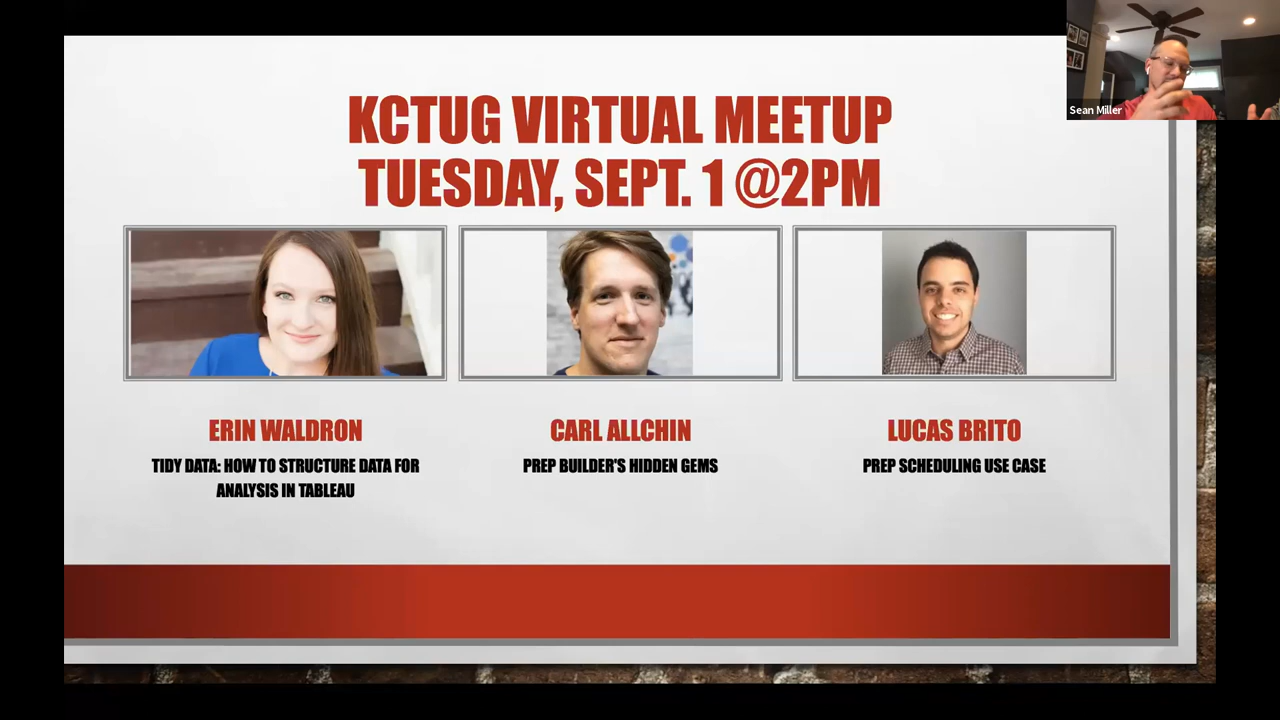 Sean Miller
KCTUG VIRTUAL MEETUP
TUESDAY, SEPT. 1 @2PM
ERIN WALDRON
TIDY DATA: HOW TO STRUCTURE DATA FOR
ANALYSIS IN TABLEAU
CARL ALLCHIN
PREP BUILDER'S HIDDEN GEMS
LUCAS BRITO
PREP SCHEDULING USE CASE